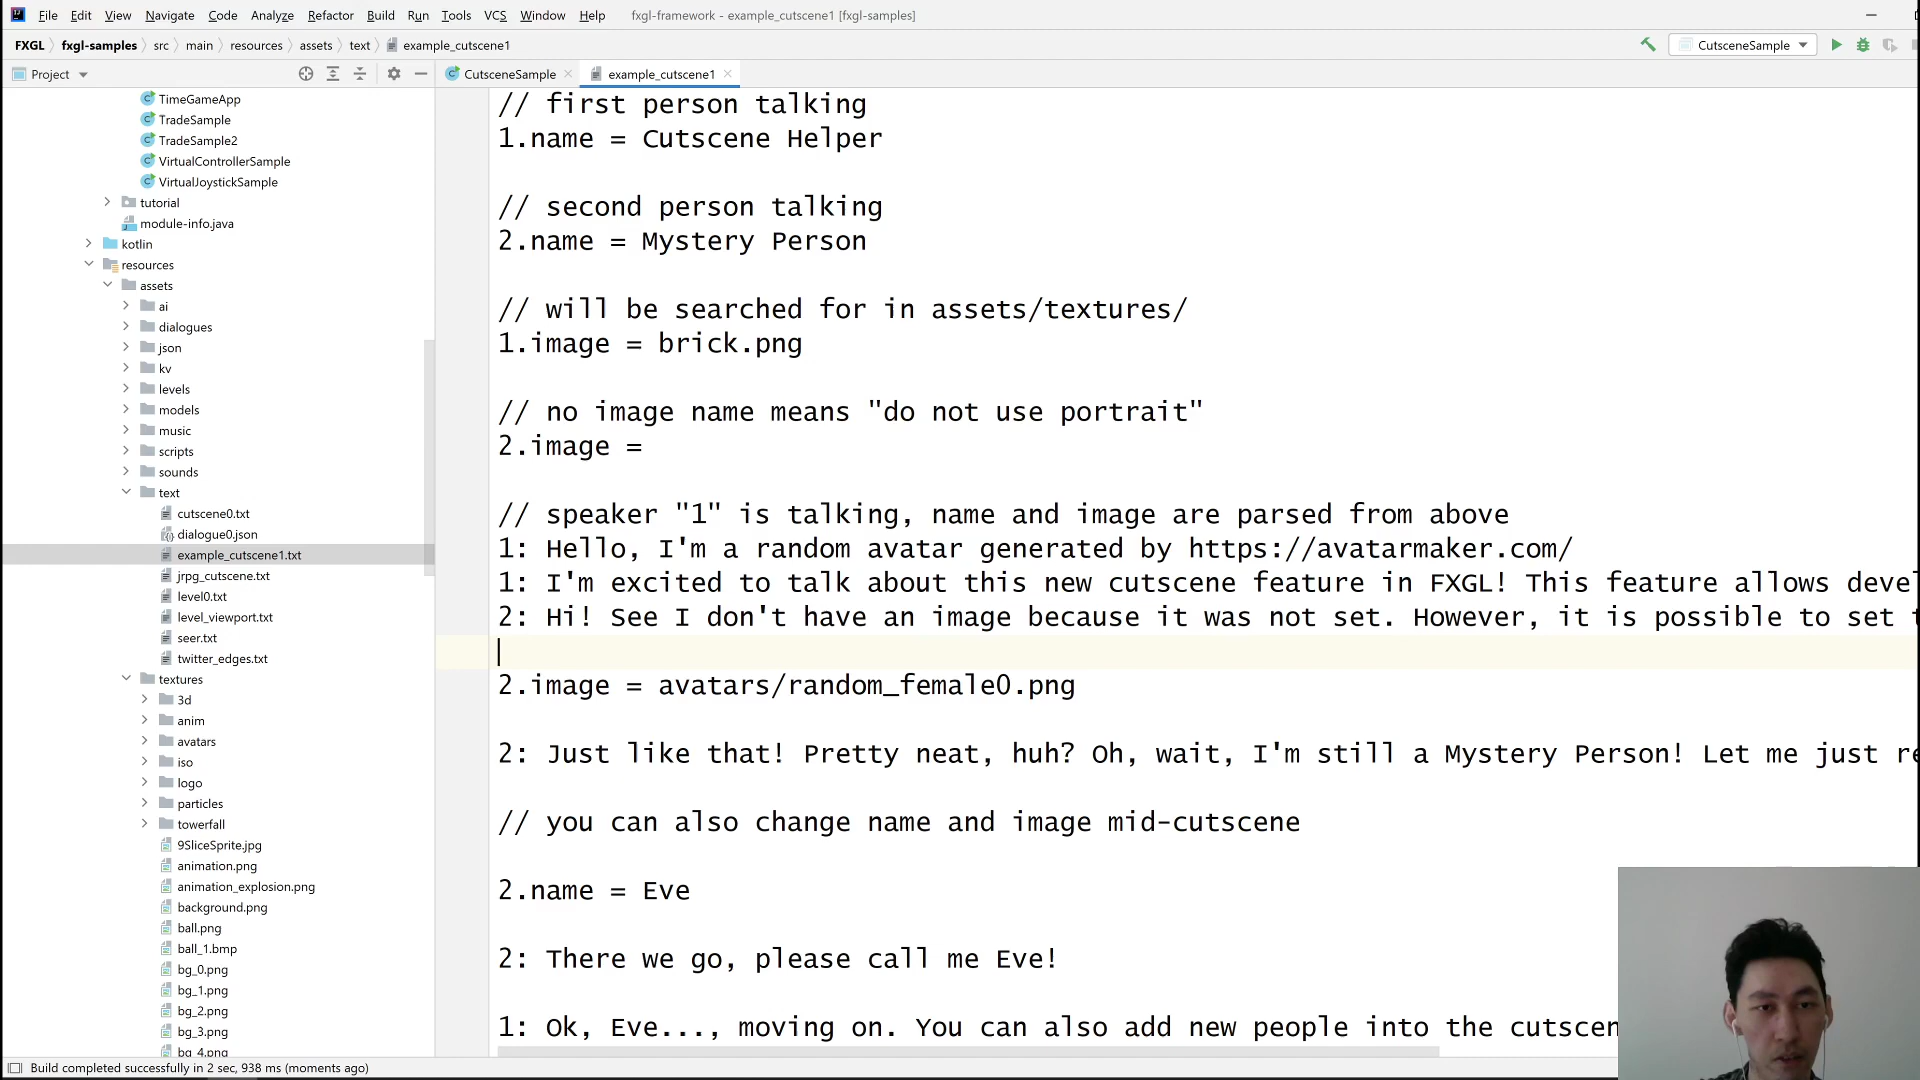 File Edit View Navigate Code Analyze Refactor Build Run Tools VCS Window Help fxgl-framework - example_cutscene1 [fxgl-samples]
FXGL fxgl-samples src main resources assets text example_cutscene1 CutsceneSample
Project
CutsceneSample example_cutscene1
TimeGameApp
TradeSample
TradeSample2
VirtualControllerSample
VirtualJoystickSample
tutorial
module-info.java
kotlin
resources
assets
ai
dialogues
json
kv
levels
models
music
scripts
sounds
text
cutscene0.txt
dialogue0.json
example_cutscene1.txt
jrpg_cutscene.txt
level0.txt
level_viewport.txt
seer.txt
twitter_edges.txt
textures
3d
anim
avatars
iso
logo
particles
towerfall
9SliceSprite.jpg
animation.png
animation_explosion.png
background.png
ball.png
ball_1.bmp
bg_0.png
bg_1.png
bg_2.png
bg_3.png
bg_4.png
// first person talking
1.name = Cutscene Helper
// second person talking
2.name = Mystery Person
// will be searched for in assets/textures/
1.image = brick.png
// no image name means "do not use portrait"
2.image =
// speaker "1" is talking, name and image are parsed from above
1: Hello, I'm a random avatar generated by https://avatarmaker.com/
1: I'm excited to talk about this new cutscene feature in FXGL! This feature allows devel
2: Hi! See I don't have an image because it was not set. However, it is possible to set
2.image = avatars/random_female0.png
2: Just like that! Pretty neat, huh? Oh, wait, I'm still a Mystery Person! Let me just re
// you can also change name and image mid-cutscene
2.name = Eve
2: There we go, please call me Eve!
1: Ok, Eve..., moving on. You can also add new people into the cutscen
Build completed successfully in 2 sec, 938 ms (moments ago)